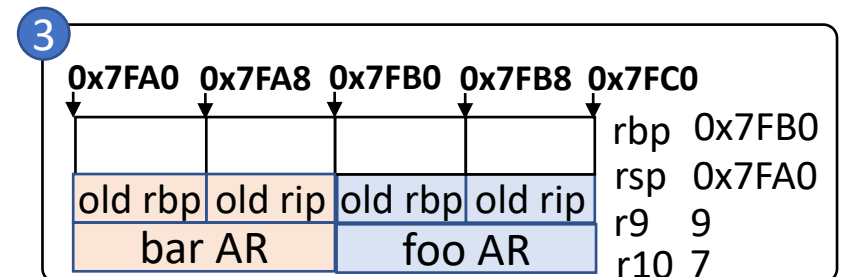 3
0x7FA0 0x7FA8 0x7FB0 0x7FB8 0x7FC0
rbp 0x7FB0
rsp 0x7FA0
old rbp old rip old rbp old rip
r9 9
bar AR foo AR
r10 7